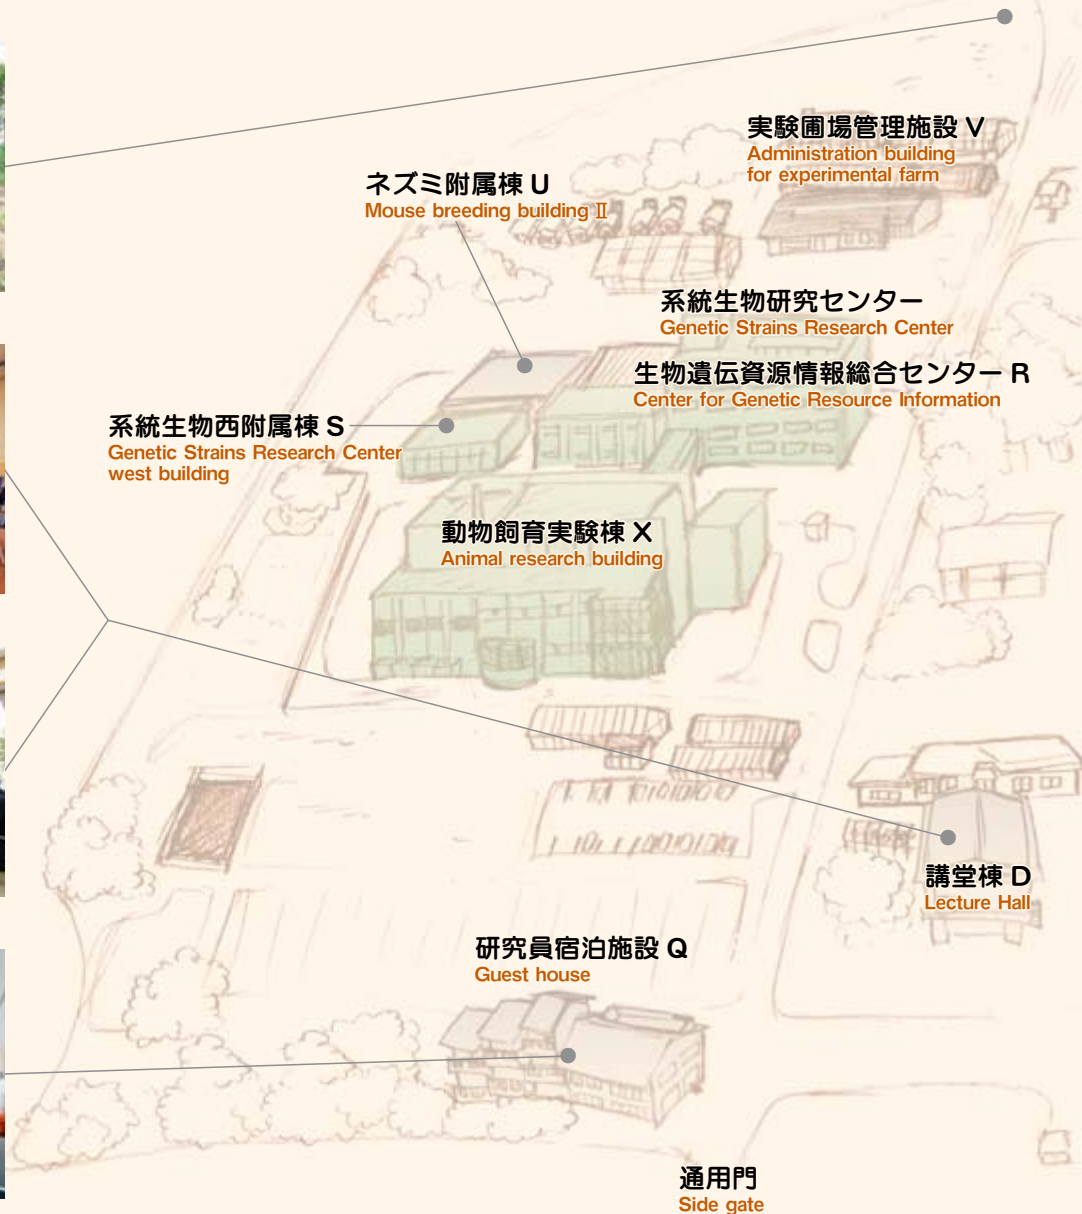 実験圃場管理施設 V
Administration building
for experimental farm
ネズミ附属棟 U
Mouse breeding building Ⅱ
系統生物研究センター
Genetic Strains Research Center
生物遺伝資源情報総合センター R
Center for Genetic Resource Information
系統生物西附属棟 S
Genetic Strains Research Center
west building
動物飼育実験棟 X
Animal research building
講堂棟 D
Lecture Hall
研究員宿泊施設 Q
Guest house
通用門
Side gate